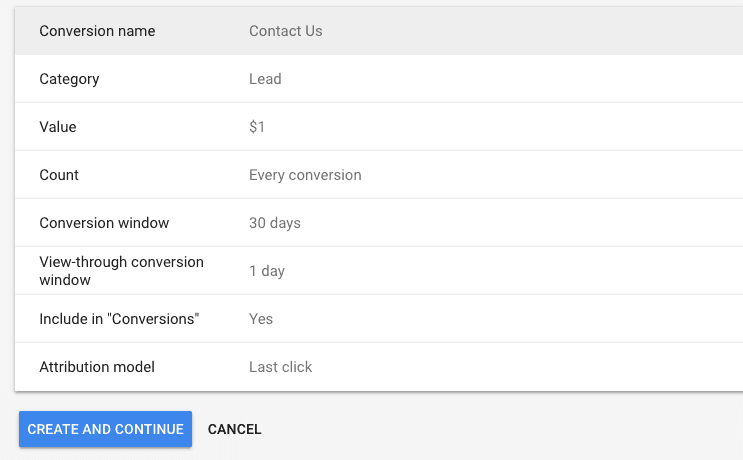 Conversion name Contact Us
Category Lead
Value $1
Count Every conversion
Conversion window 30 days
View-through conversion
window 1 day
Include in "Conversions" Yes
Attribution model Last click
CREATE AND CONTINUE CANCEL